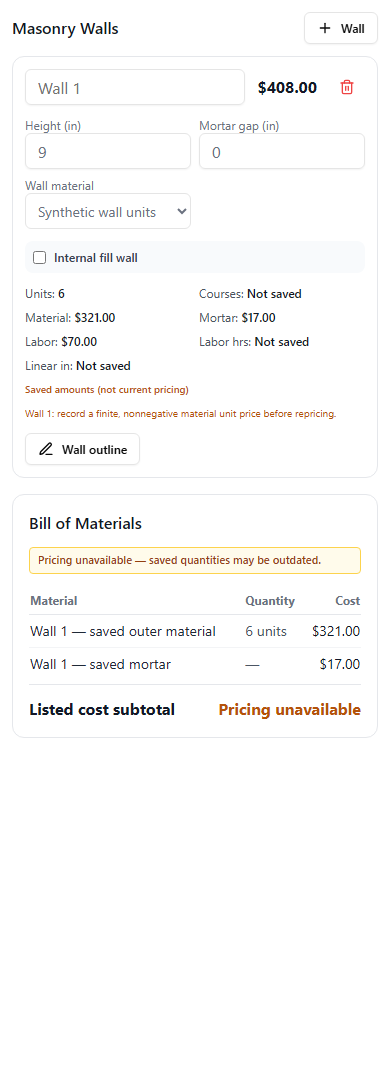 Masonry Walls
Wall
Wall 1 $408.00
Height (in) Mortar gap (in)
9 0
Wall material
Synthetic wall units
Internal fill wall
Units: 6 Courses: Not saved
Material: $321.00 Mortar: $17.00
Labor: $70.00 Labor hrs: Not saved
Linear in: Not saved
Saved amounts (not current pricing)
Wall 1: record a finite, nonnegative material unit price before repricing.
Wall outline
Bill of Materials
Pricing unavailable — saved quantities may be outdated.
Material Quantity Cost
Wall 1 — saved outer material 6 units $321.00
Wall 1 — saved mortar — $17.00
Listed cost subtotal Pricing unavailable